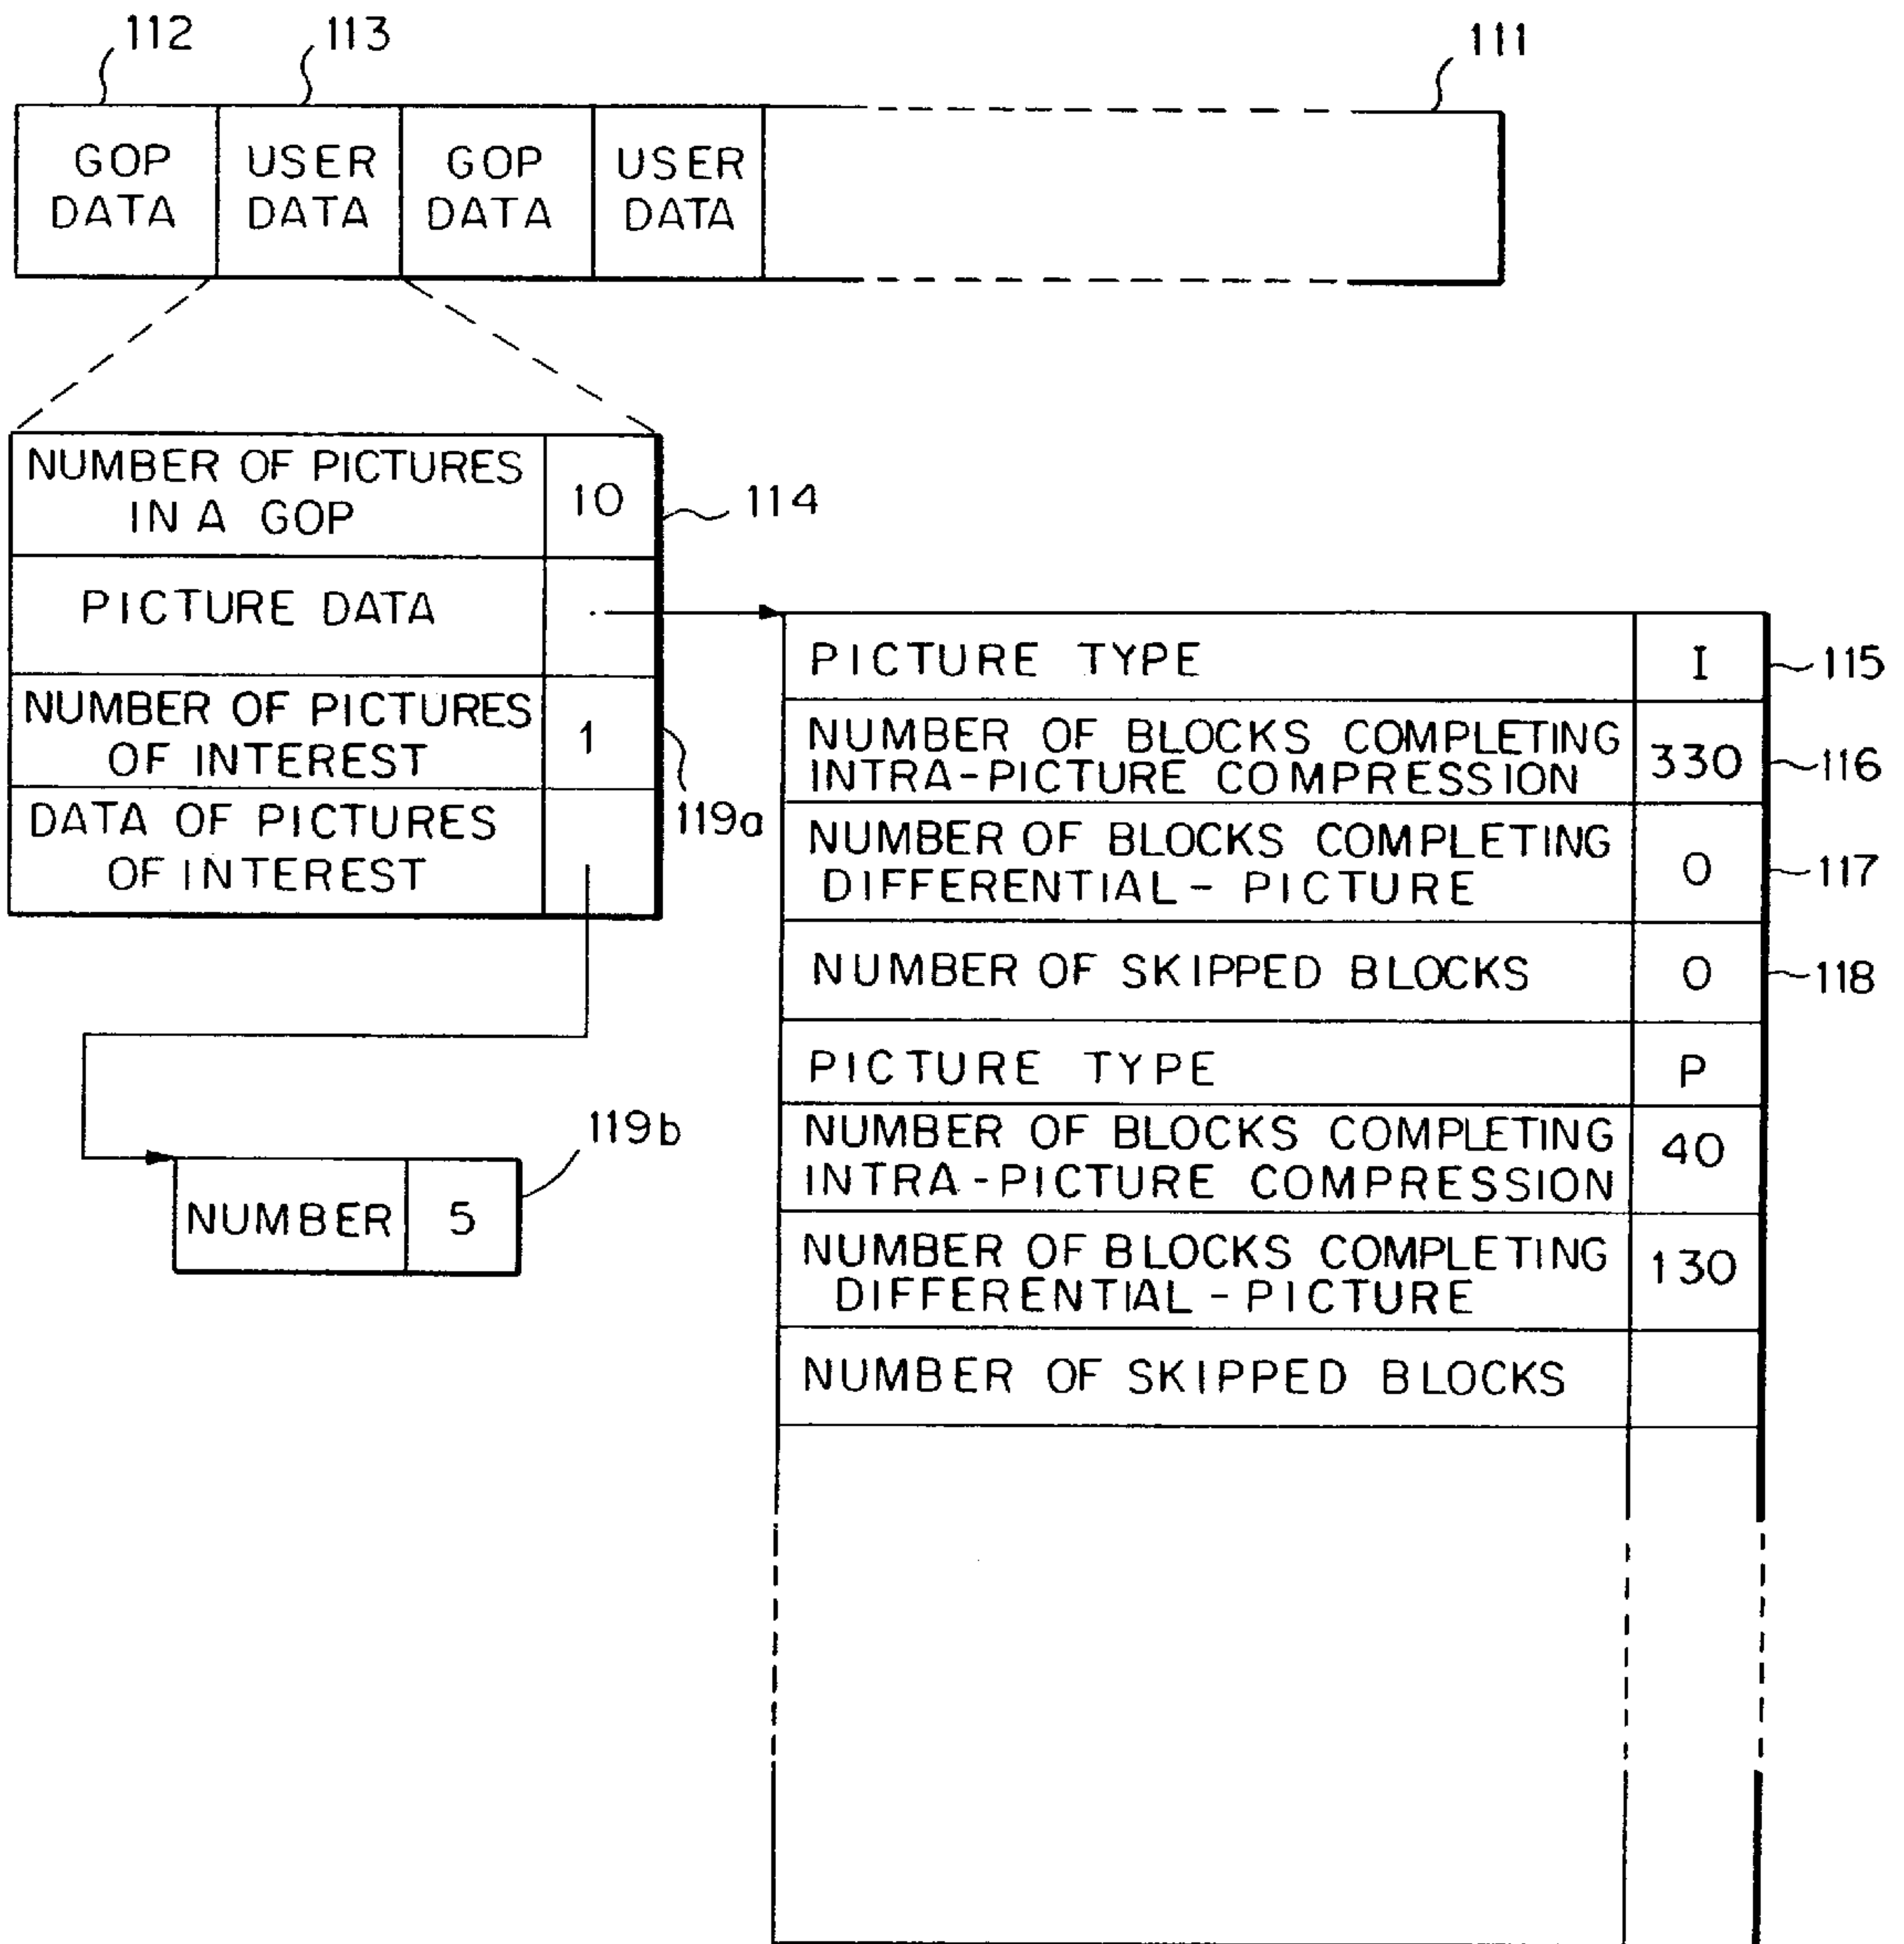 112
113
111
GOP DATA
USER DATA
GOP DATA
USER DATA
NUMBER OF PICTURES
IN A GOP
10
114
PICTURE DATA
NUMBER OF PICTURES
OF INTEREST
1
119a
DATA OF PICTURES
OF INTEREST
NUMBER
5
119b
PICTURE TYPE
I
115
NUMBER OF BLOCKS COMPLETING
INTRA-PICTURE COMPRESSION
330
116
NUMBER OF BLOCKS COMPLETING
DIFFERENTIAL-PICTURE
0
117
NUMBER OF SKIPPED BLOCKS
0
118
PICTURE TYPE
P
NUMBER OF BLOCKS COMPLETING
INTRA-PICTURE COMPRESSION
40
NUMBER OF BLOCKS COMPLETING
DIFFERENTIAL-PICTURE
130
NUMBER OF SKIPPED BLOCKS